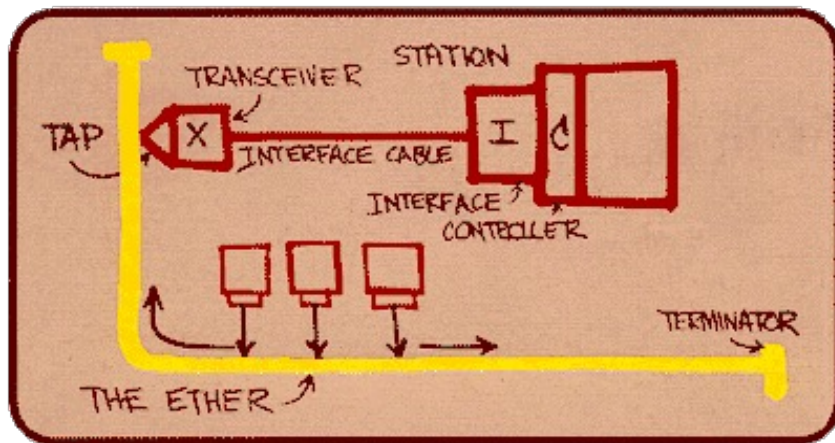 STATION
TRANSCEIVER
TAP
X
I
C
INTERFACE CABLE
INTERFACE
CONTROLLER
TERMINATOR
THE ETHER